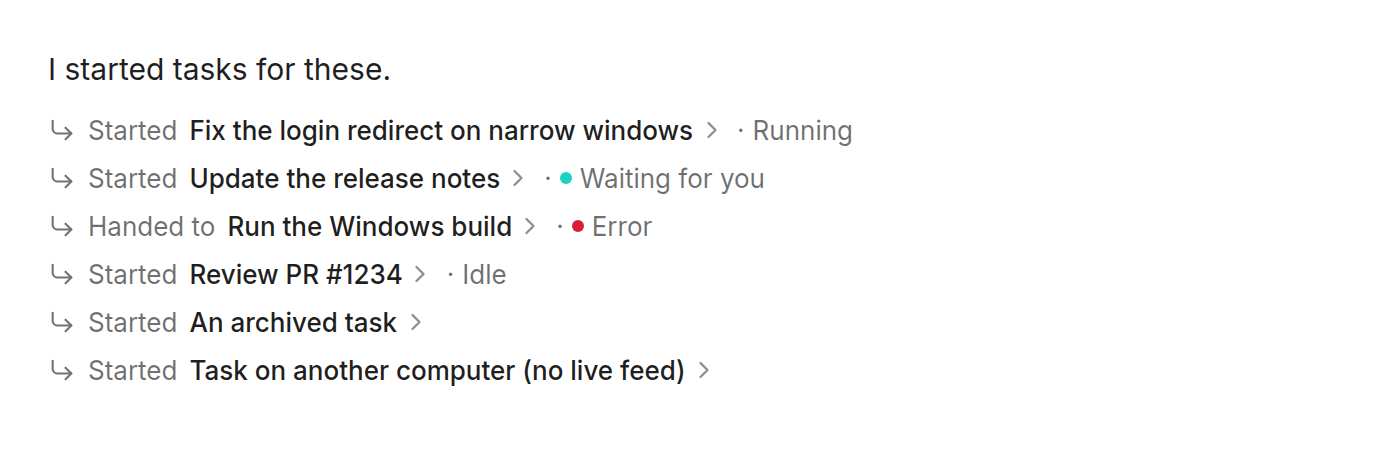 I started tasks for these.
Started Fix the login redirect on narrow windows · Running
Started Update the release notes · Waiting for you
Handed to Run the Windows build · Error
Started Review PR #1234 · Idle
Started An archived task
Started Task on another computer (no live feed)